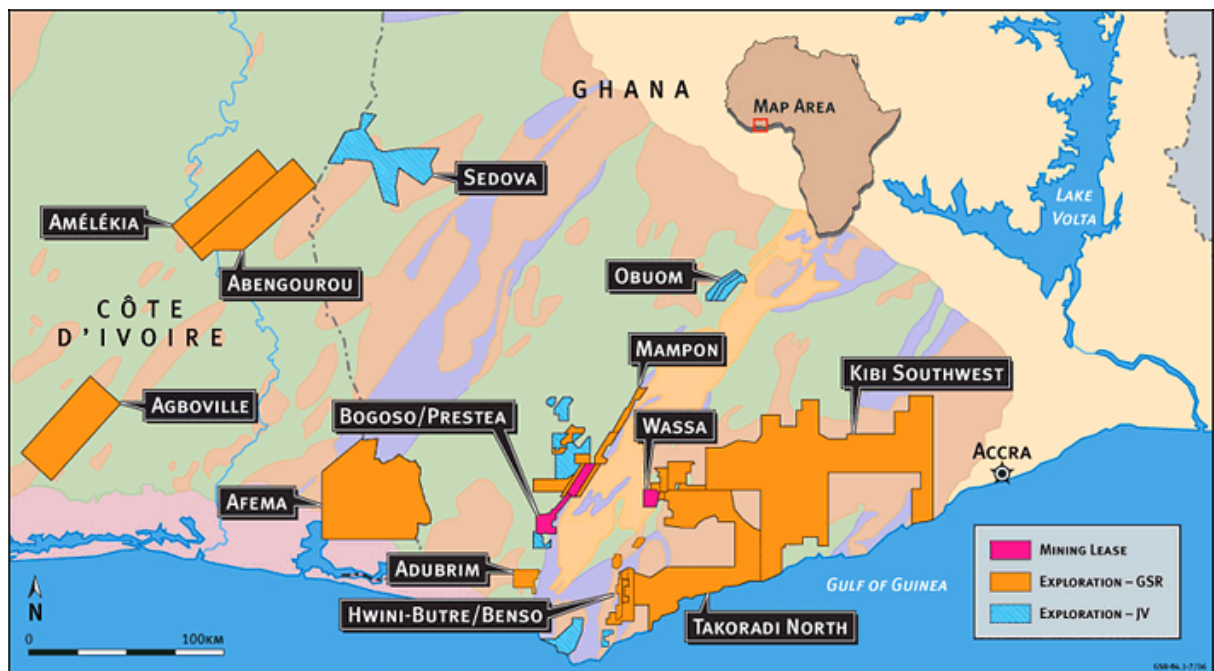 GHANA
MAP AREA
SEDOVA
LAKE
VOLTA
AMÉLÉKIA
ABENGOUROU
OBUOM
CÔTE
D'IVOIRE
MAMPON
KIBI SOUTHWEST
AGBOVILLE
BOGOSO/PRESTEA
WASSA
ACCRA
AFEMA
MINING LEASE
ADUBRIM
EXPLORATION – GSR
GULF OF GUINEA
N
HWINI-BUTRE/BENSO
EXPLORATION – JV
TAKORADI NORTH
0 100KM